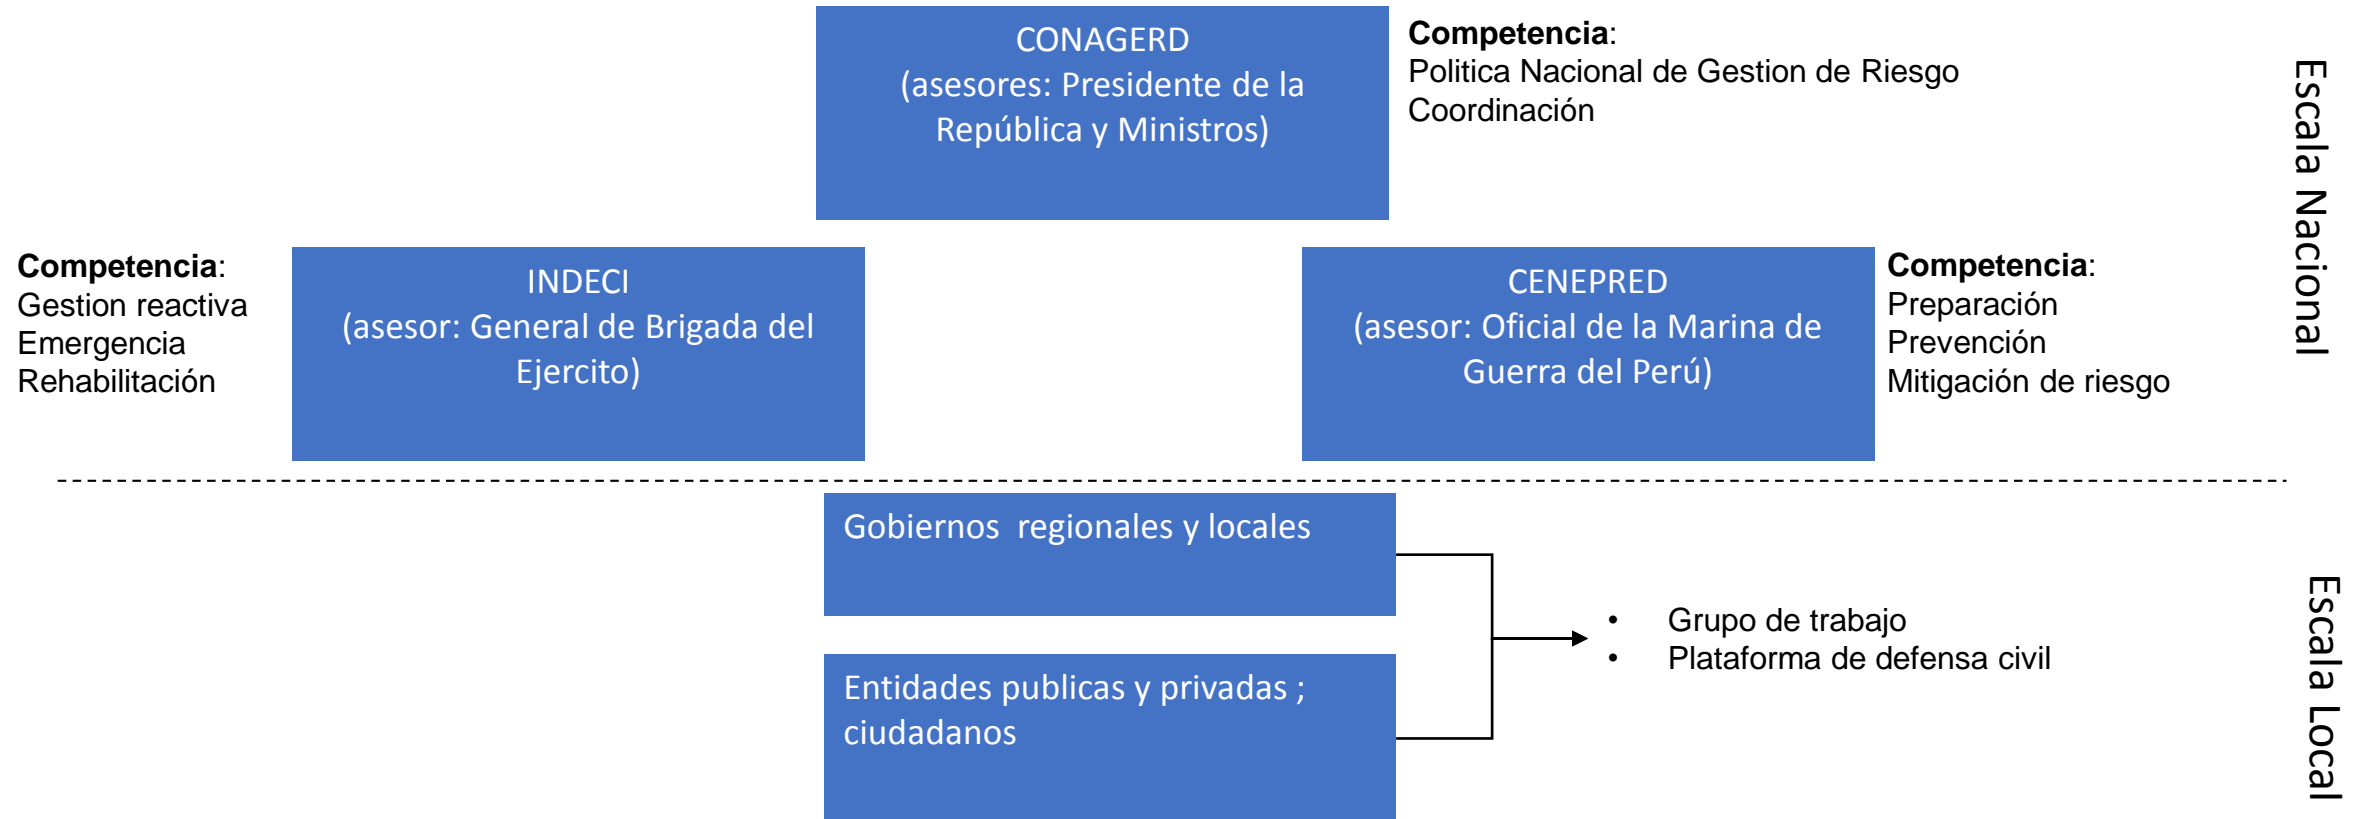 CONAGERD
(asesores: Presidente de la
República y Ministros)
Competencia:
Politica Nacional de Gestion de Riesgo
Coordinación
Escala Nacional
Competencia:
Gestion reactiva
Emergencia
Rehabilitación
INDECI
(asesor: General de Brigada del
Ejercito)
CENEPRED
(asesor: Oficial de la Marina de
Guerra del Perú)
Competencia:
Preparación
Prevención
Mitigación de riesgo
Gobiernos regionales y locales
Entidades publicas y privadas ;
ciudadanos
• Grupo de trabajo
• Plataforma de defensa civil
Escala Local